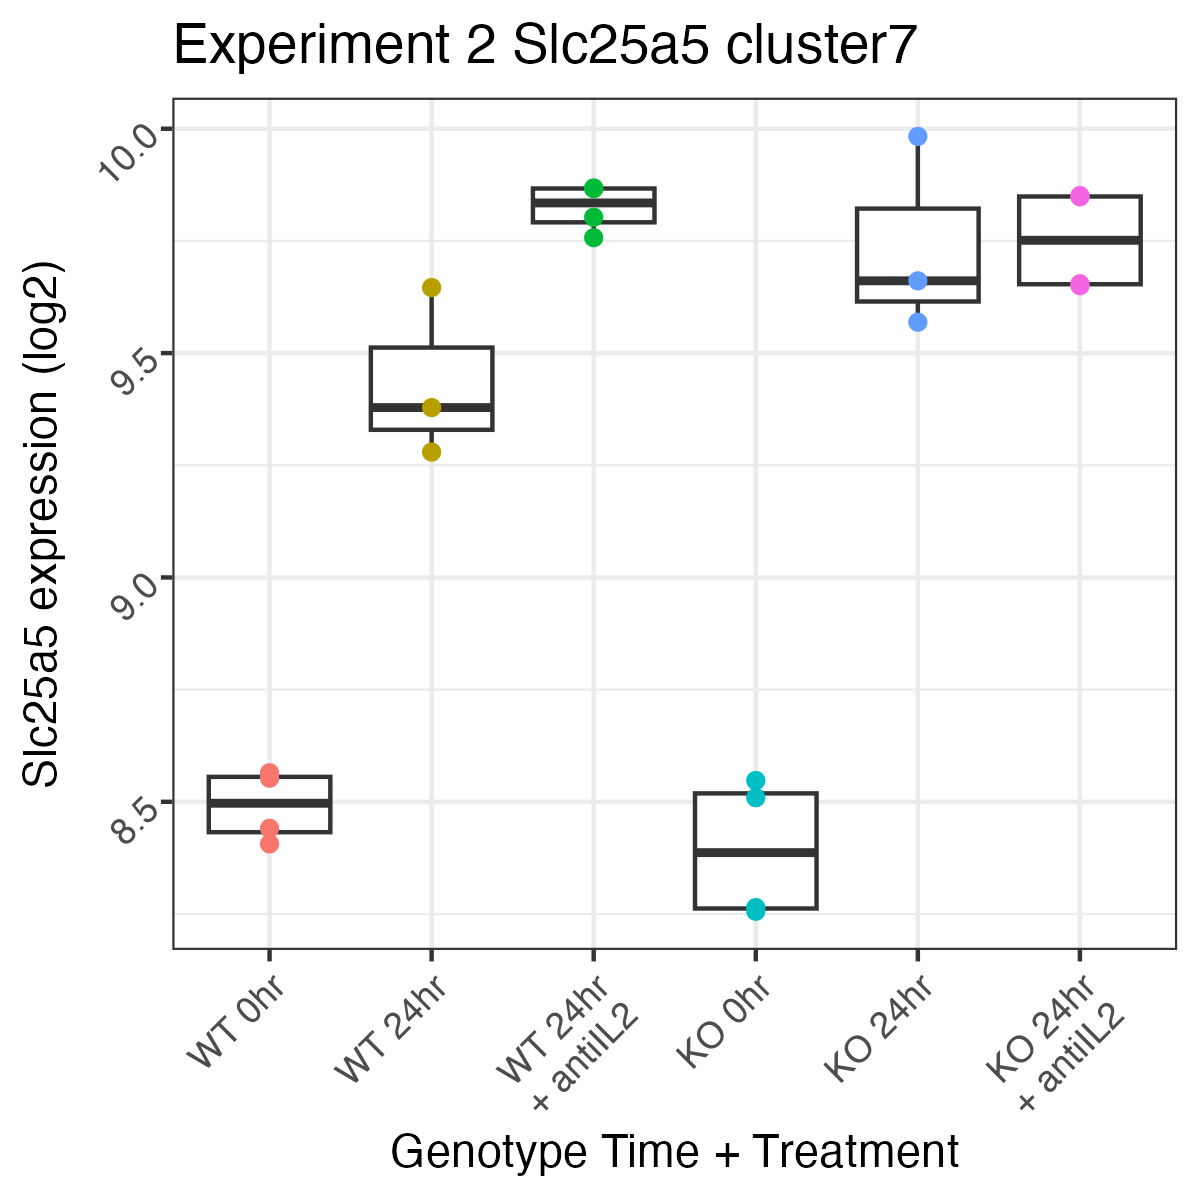 Experiment 2 Slc25a5 cluster7
Slc25a5 expression (log2)
10.0
9.5
9.0
8.5
WT 0hr
WT 24hr
WT 24hr
+ antiIL2
KO 0hr
KO 24hr
KO 24hr
+ antiIL2
Genotype Time + Treatment